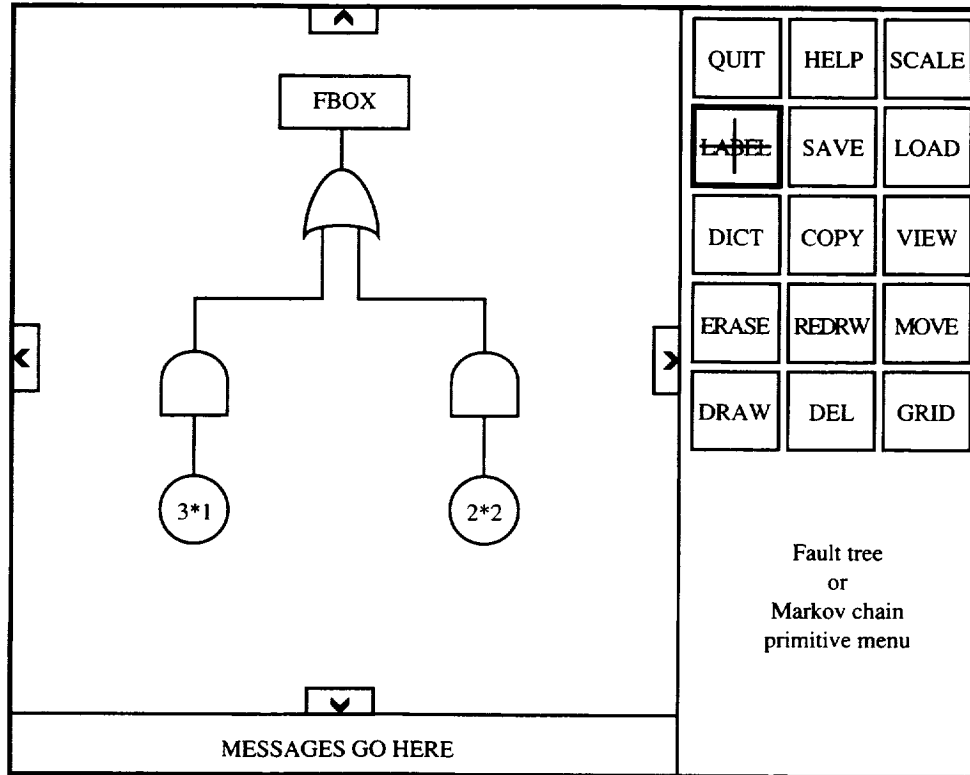 FBOX
3*1
2*2
MESSAGES GO HERE
QUIT HELP SCALE
LABEL SAVE LOAD
DICT COPY VIEW
ERASE REDRW MOVE
DRAW DEL GRID
Fault tree
or
Markov chain
primitive menu